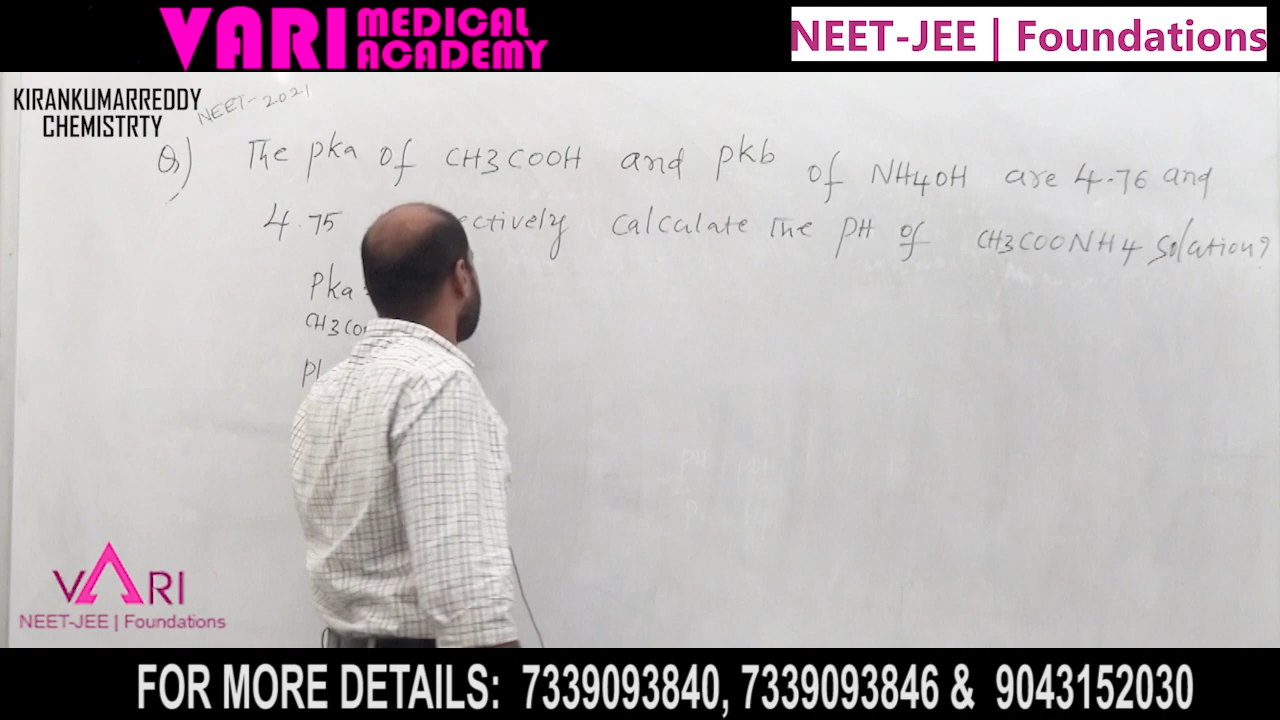 VARI MEDICAL ACADEMY
NEET-JEE | Foundations
KIRANKUMARREDDY
CHEMISTRTY
NEET-2021
Q) The pka of CH3COOH and pkb of NH4OH are 4.76 and
4.75 ectively calculate The PH of CH3COONH4 solution?
Pka
CH3CO
VARI
NEET-JEE | Foundations
FOR MORE DETAILS: 7339093840, 7339093846 & 9043152030